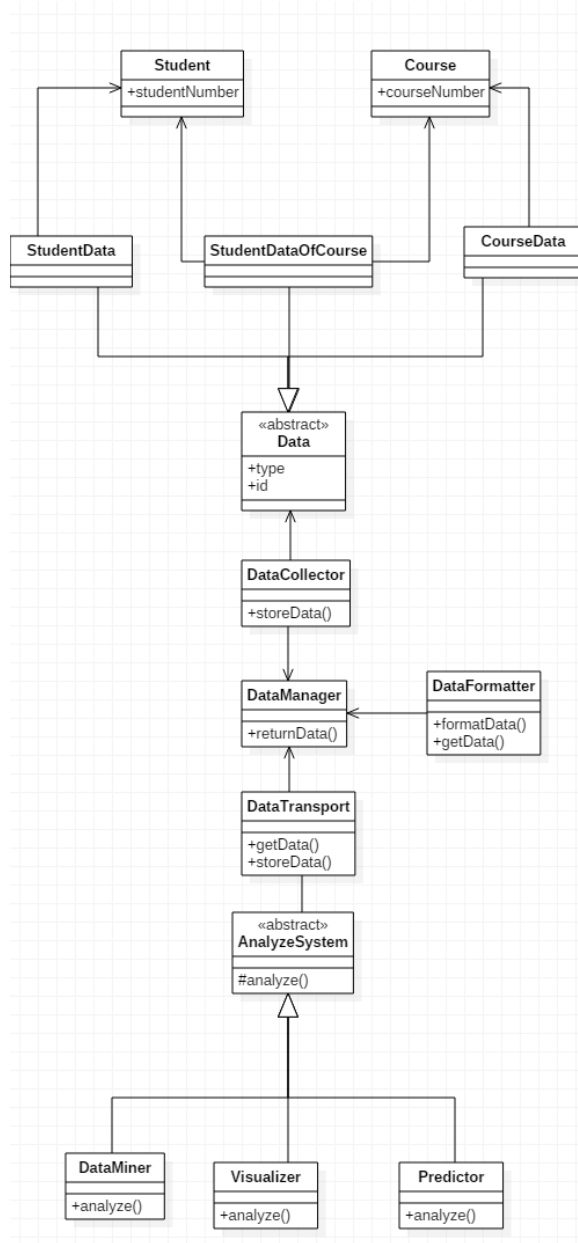 Student
+studentNumber
Course
+courseNumber
StudentData
StudentDataOfCourse
CourseData
«abstract»
Data
+type
+id
DataCollector
+storeData()
DataManager
+returnData()
DataFormatter
+formatData()
+getData()
DataTransport
+getData()
+storeData()
«abstract»
AnalyzeSystem
#analyze()
DataMiner
+analyze()
Visualizer
+analyze()
Predictor
+analyze()